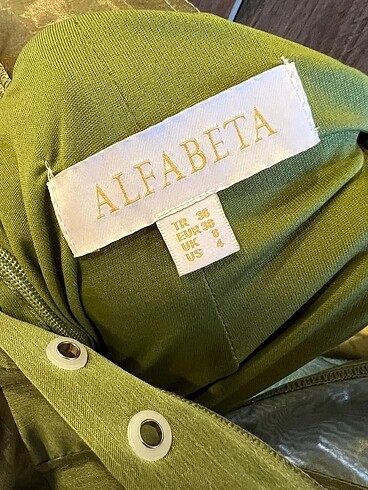 ALFABETA
TR 36
EUR 38
UK 8
US 4